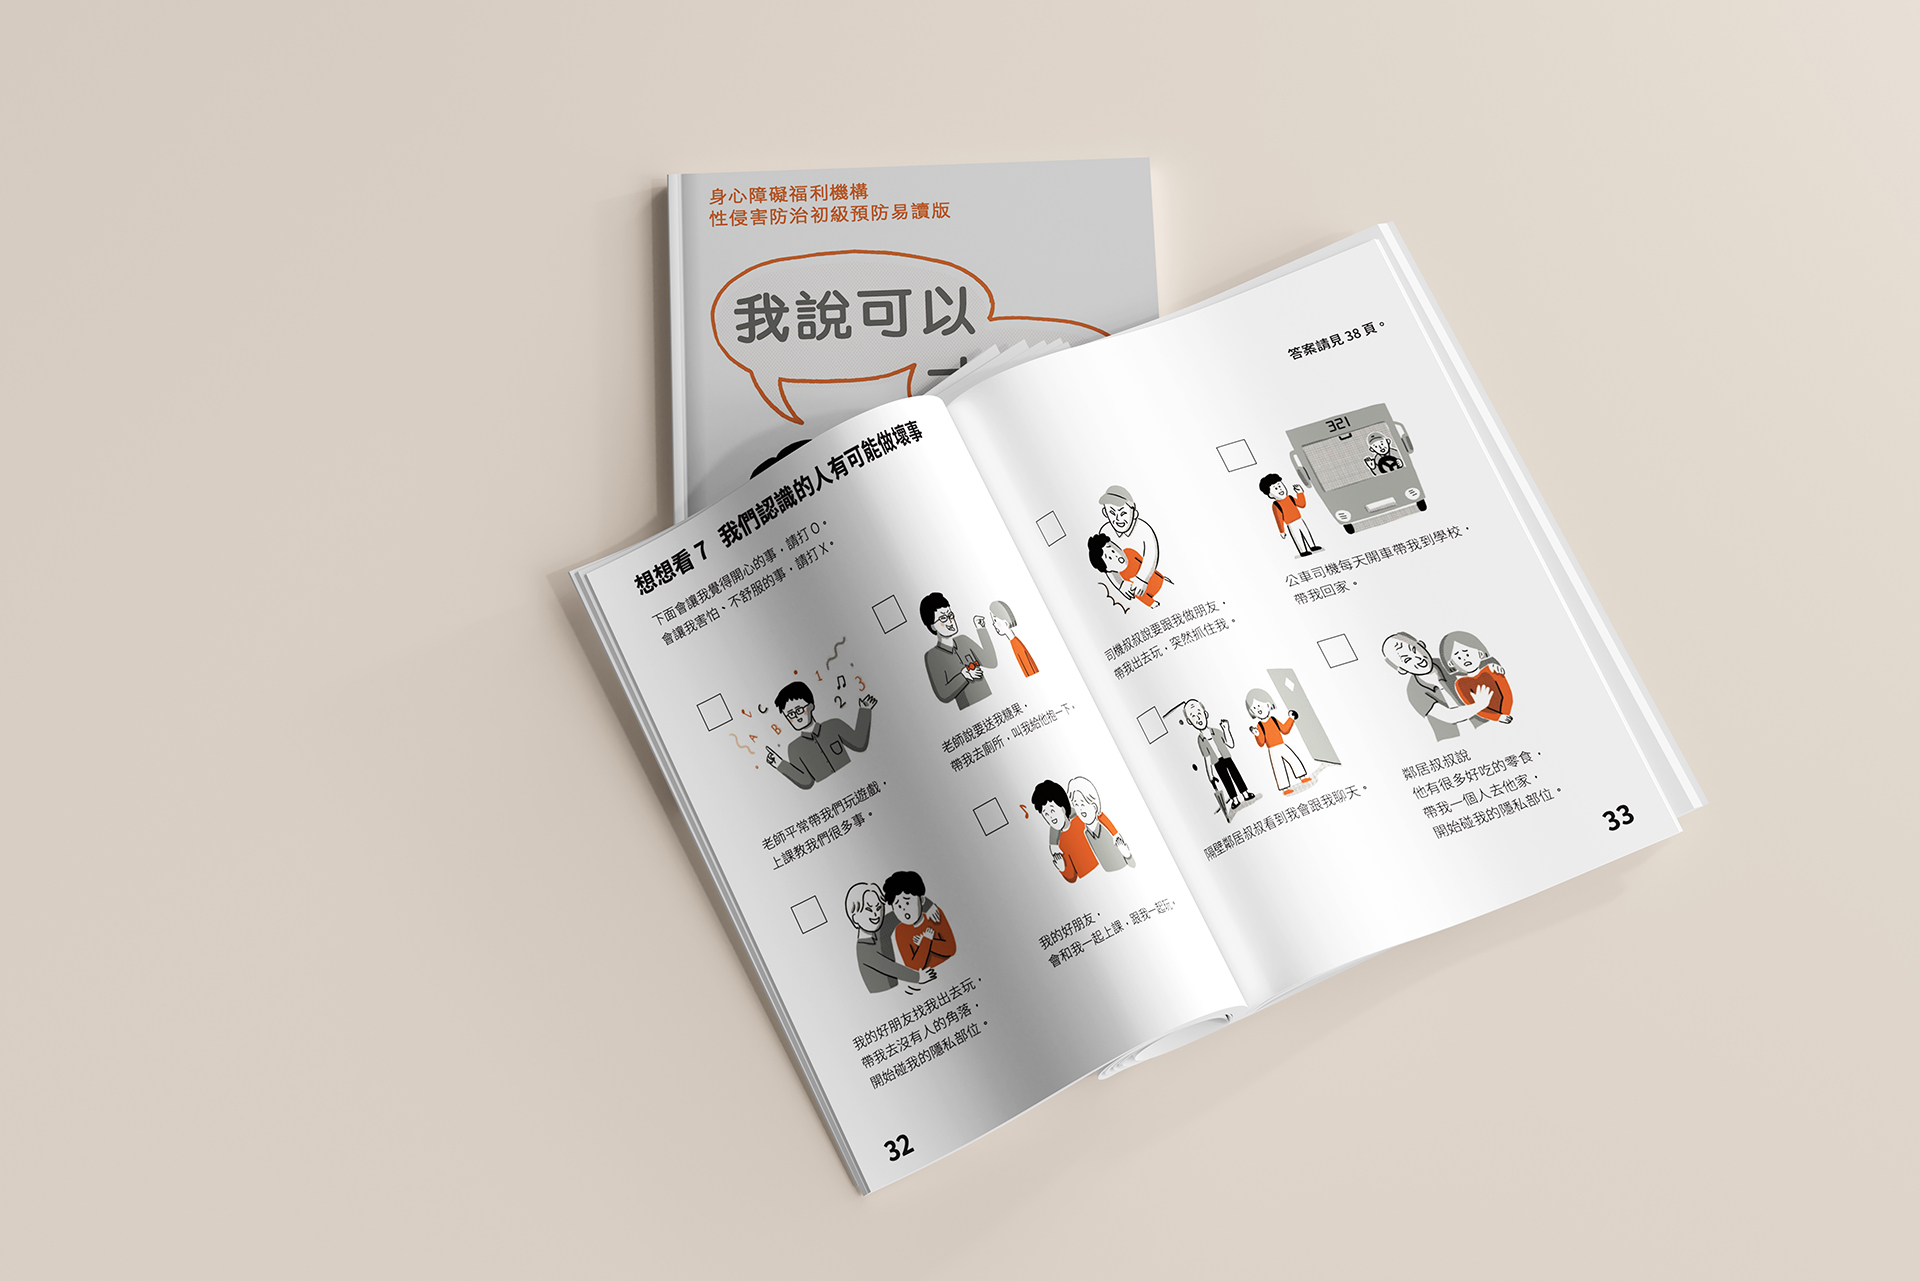 身心障礙福利機構
性侵害防治初級預防易讀版
我說可以
想想看 7 我們認識的人有可能做壞事
下面會讓我覺得開心的事，請打 O。
會讓我害怕、不舒服的事，請打 X。
1
2
3
A
B
C
老師平常帶我們玩遊戲，
上課教我們很多事。
老師說要送我糖果，
帶我去廁所，叫我給他抱一下。
我的好朋友找我出去玩，
帶我去沒有人的角落，
開始碰我的隱私部位。
我的好朋友，
會和我一起上課，跟我一起玩。
32
答案請見 38 頁。
司機叔叔說要跟我做朋友，
帶我出去玩，突然抓住我。
321
公車司機每天開車帶我到學校，
帶我回家。
隔壁鄰居叔叔看到我會跟我聊天。
鄰居叔叔說
他有很多好吃的零食，
帶我一個人去他家，
開始碰我的隱私部位。
33